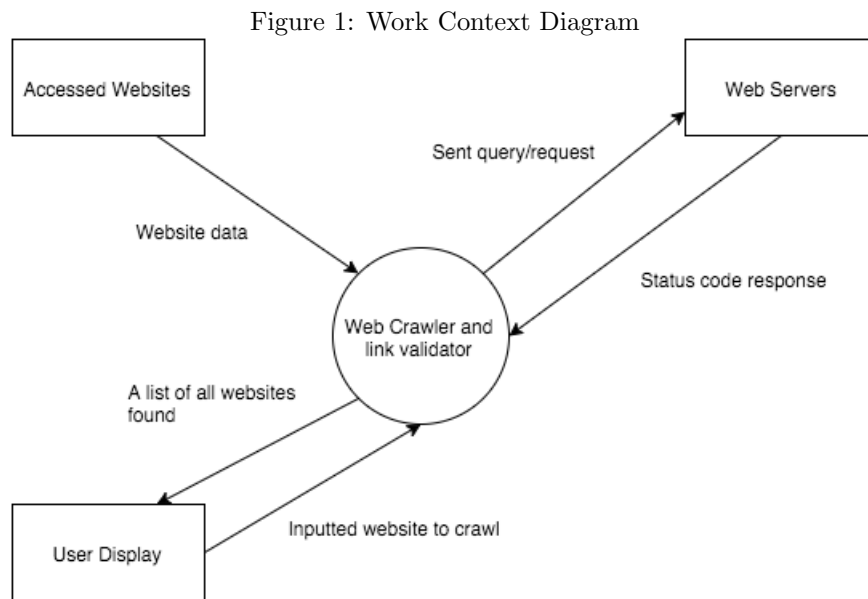 Figure 1: Work Context Diagram
Accessed Websites
Web Servers
Sent query/request
Website data
Status code response
Web Crawler and
link validator
A list of all websites
found
Inputted website to crawl
User Display